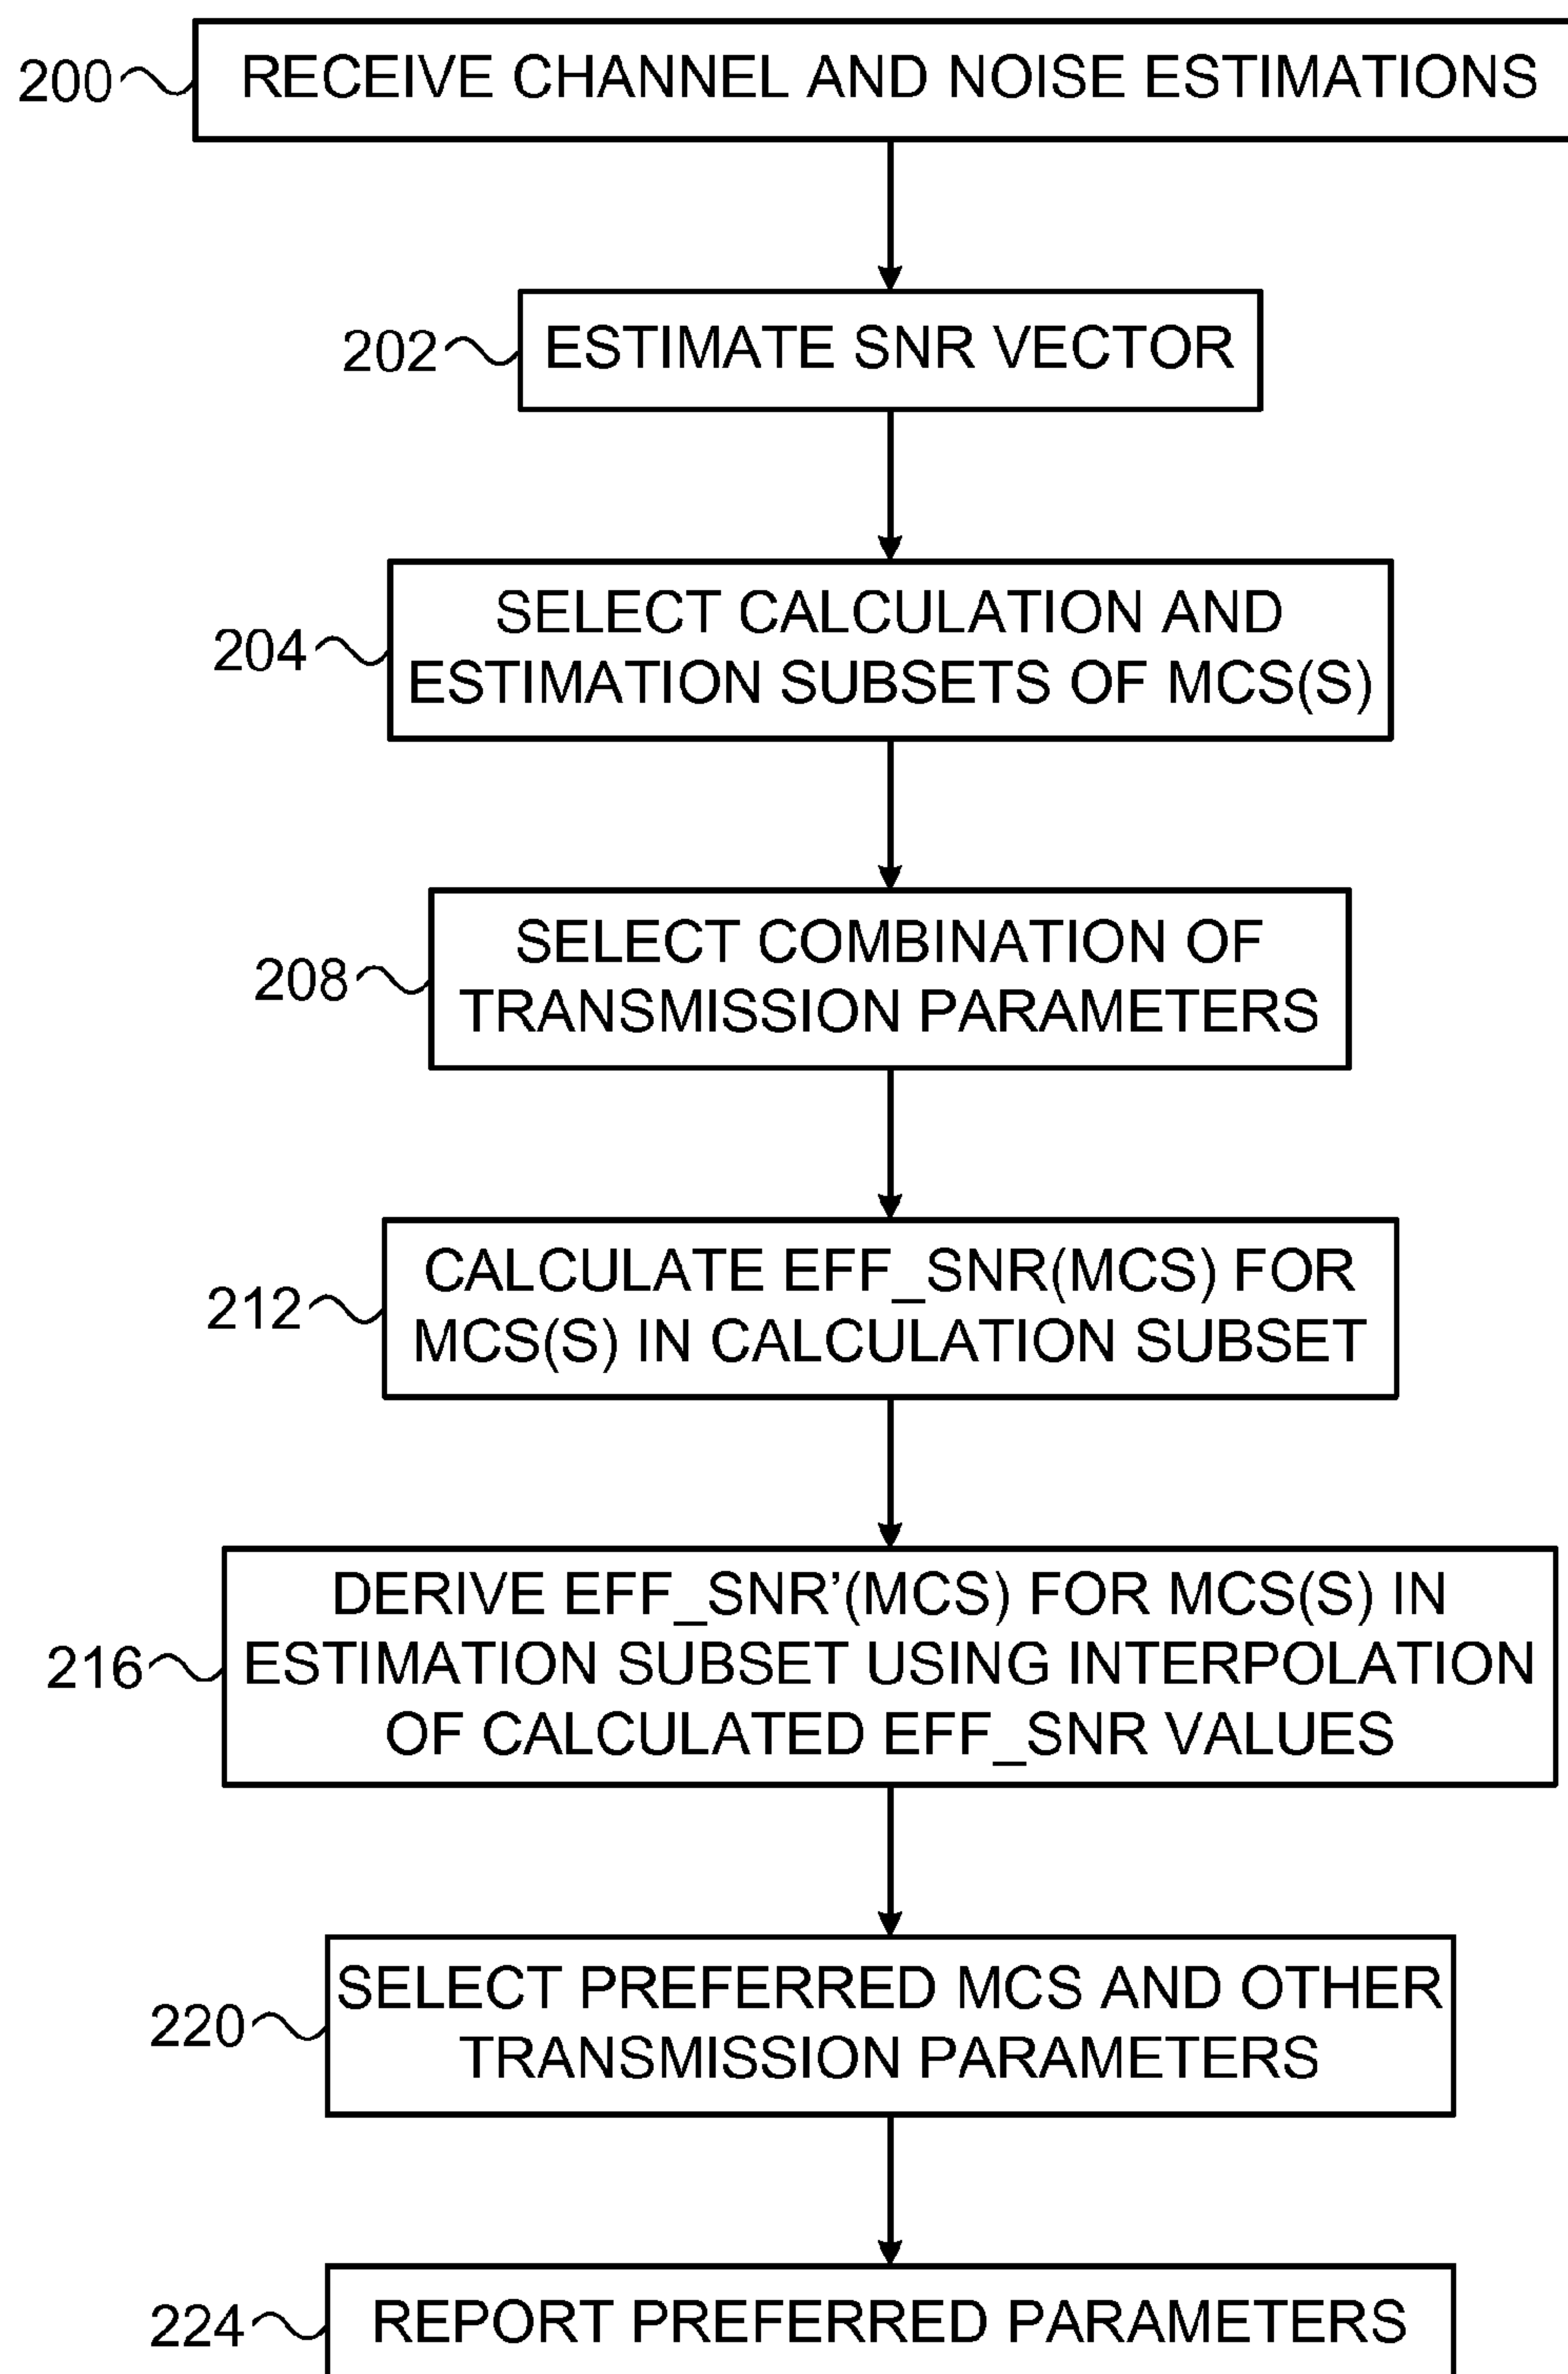 200 RECEIVE CHANNEL AND NOISE ESTIMATIONS
202 ESTIMATE SNR VECTOR
204 SELECT CALCULATION AND
ESTIMATION SUBSETS OF MCS(S)
208 SELECT COMBINATION OF
TRANSMISSION PARAMETERS
212 CALCULATE EFF_SNR(MCS) FOR
MCS(S) IN CALCULATION SUBSET
216 DERIVE EFF_SNR’(MCS) FOR MCS(S) IN
ESTIMATION SUBSET USING INTERPOLATION
OF CALCULATED EFF_SNR VALUES
220 SELECT PREFERRED MCS AND OTHER
TRANSMISSION PARAMETERS
224 REPORT PREFERRED PARAMETERS